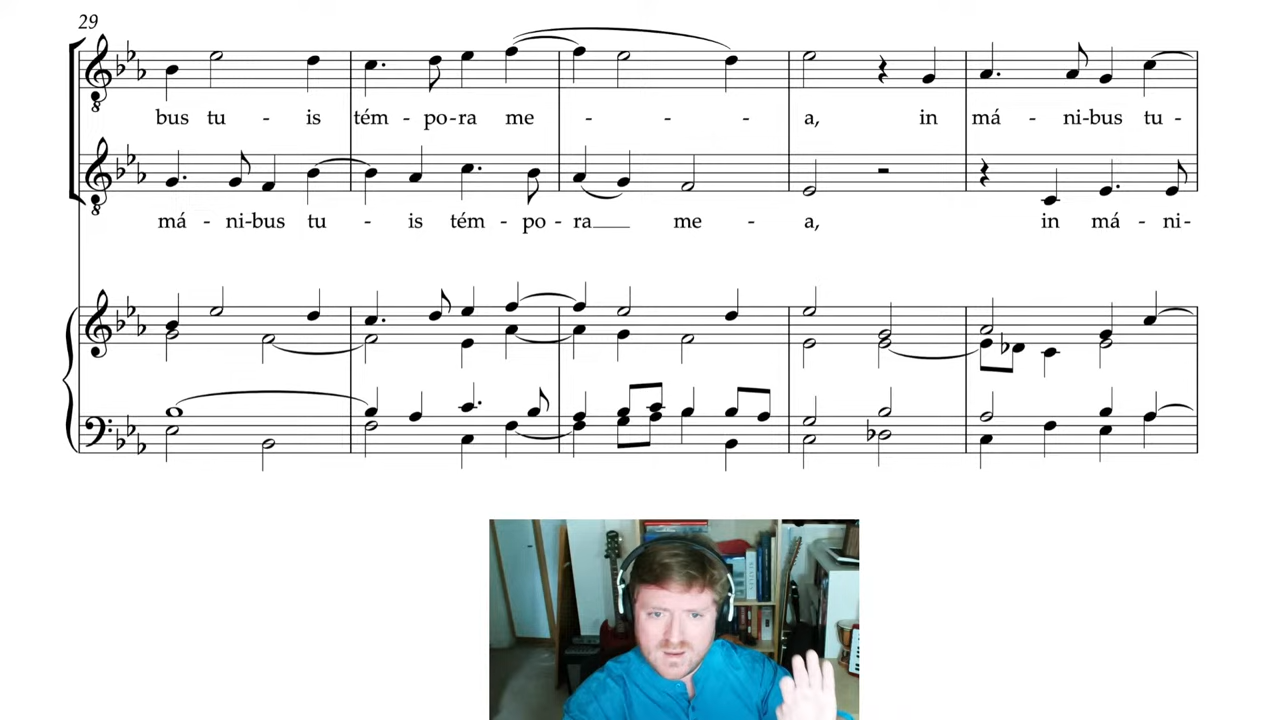 29
bus tu - is tém - po-ra me - - - a, in má - ni-bus tu -
má - ni-bus tu - is tém - po - ra me - a, in má - ni-